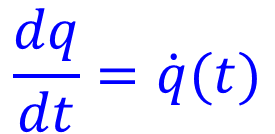 dq/dt = q̇(t)